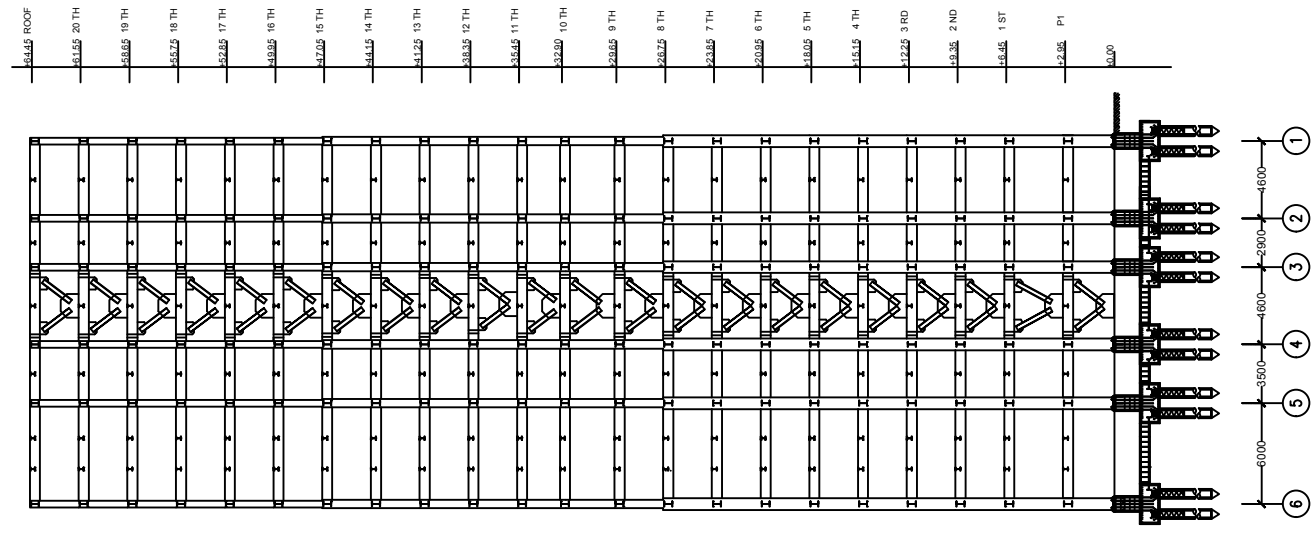 +64.45 ROOF
+61.55 20 TH
+58.65 19 TH
+55.75 18 TH
+52.85 17 TH
+49.95 16 TH
+47.05 15 TH
+44.15 14 TH
+41.25 13 TH
+38.35 12 TH
+35.45 11 TH
+32.90 10 TH
+29.65 9 TH
+26.75 8 TH
+23.85 7 TH
+20.95 6 TH
+18.05 5 TH
+15.15 4 TH
+12.25 3 RD
+9.35 2 ND
+6.45 1 ST
+2.95 P1
±0.00
1
4600
2
2900
3
4600
4
3500
5
6000
6